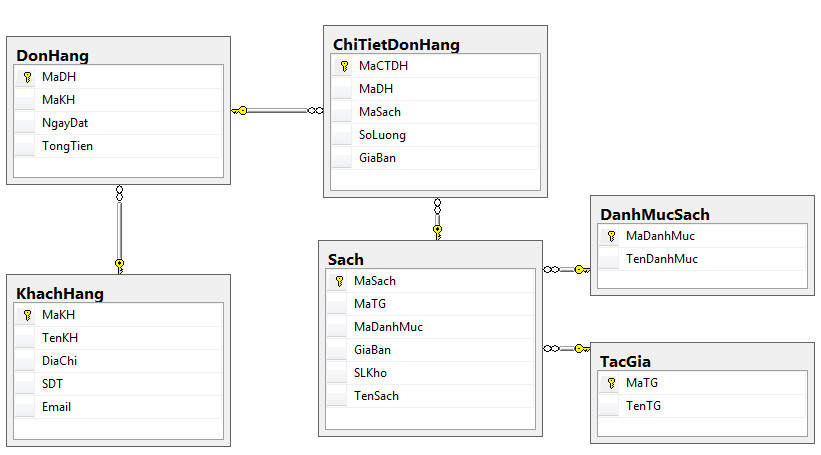 DonHang
MaDH
MaKH
NgayDat
TongTien
ChiTietDonHang
MaCTDH
MaDH
MaSach
SoLuong
GiaBan
KhachHang
MaKH
TenKH
DiaChi
SDT
Email
Sach
MaSach
MaTG
MaDanhMuc
GiaBan
SLKho
TenSach
DanhMucSach
MaDanhMuc
TenDanhMuc
TacGia
MaTG
TenTG